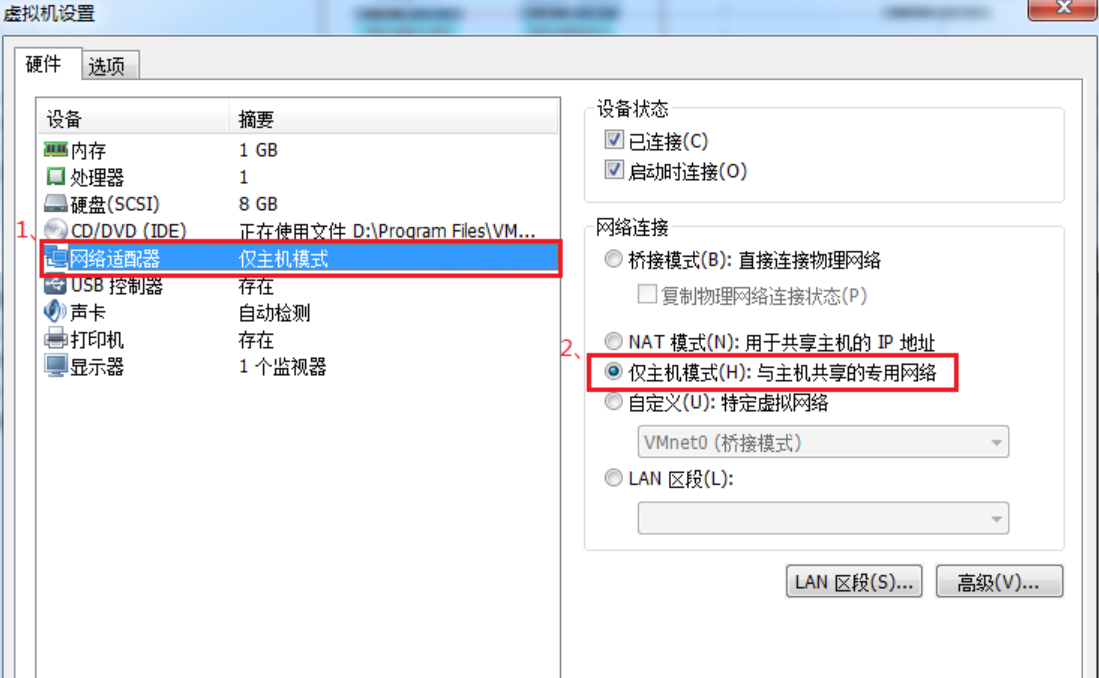 虚拟机设置
硬件 选项
设备 摘要
内存 1 GB
处理器 1
硬盘(SCSI) 8 GB
1、 CD/DVD (IDE) 正在使用文件 D:\Program Files\VM...
网络适配器 仅主机模式
USB 控制器 存在
声卡 自动检测
打印机 存在
显示器 1 个监视器
设备状态
已连接(C)
启动时连接(O)
网络连接
桥接模式(B): 直接连接物理网络
复制物理网络连接状态(P)
NAT 模式(N): 用于共享主机的 IP 地址
2、
仅主机模式(H): 与主机共享的专用网络
自定义(U): 特定虚拟网络
VMnet0 (桥接模式)
LAN 区段(L):
LAN 区段(S)... 高级(V)...